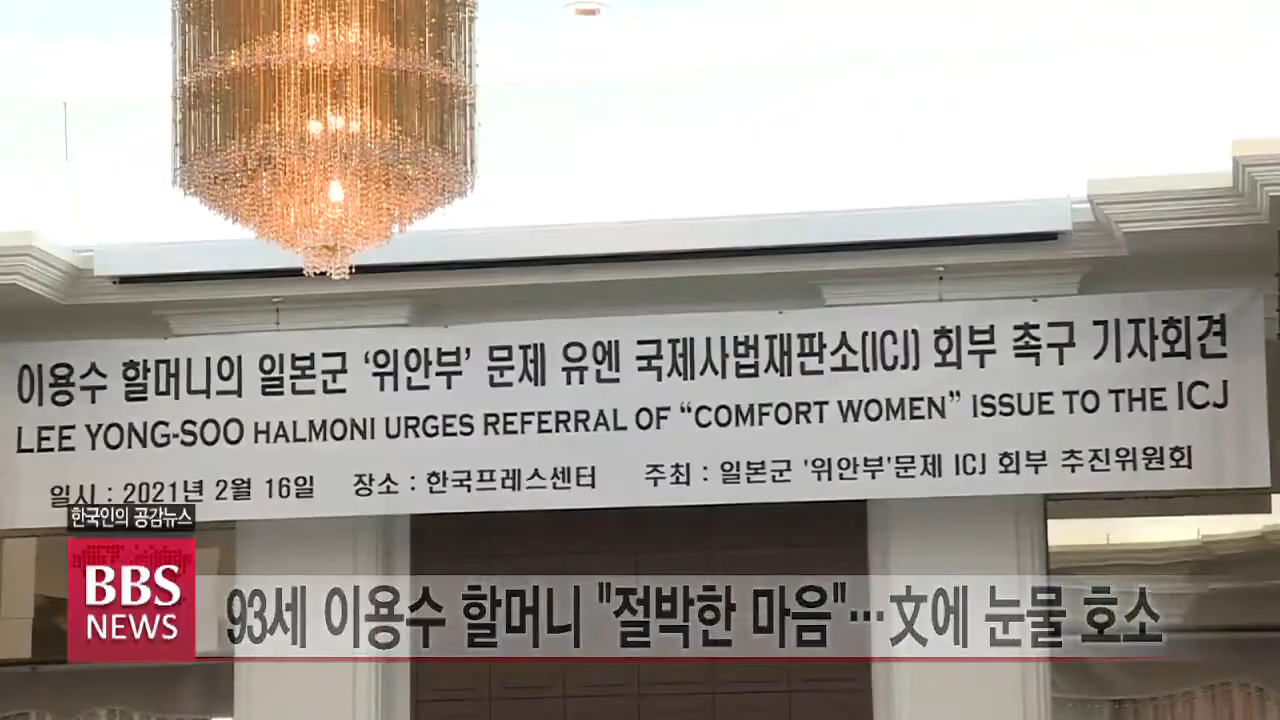 이용수 할머니의 일본군 ‘위안부’ 문제 유엔 국제사법재판소(ICJ) 회부 촉구 기자회견
LEE YONG-SOO HALMONI URGES REFERRAL OF “COMFORT WOMEN” ISSUE TO THE ICJ
일시 : 2021년 2월 16일 장소 : 한국프레스센터 주최 : 일본군 '위안부'문제 ICJ 회부 추진위원회
한국인의 공감뉴스
BBS
NEWS
93세 이용수 할머니 "절박한 마음"…文에 눈물 호소